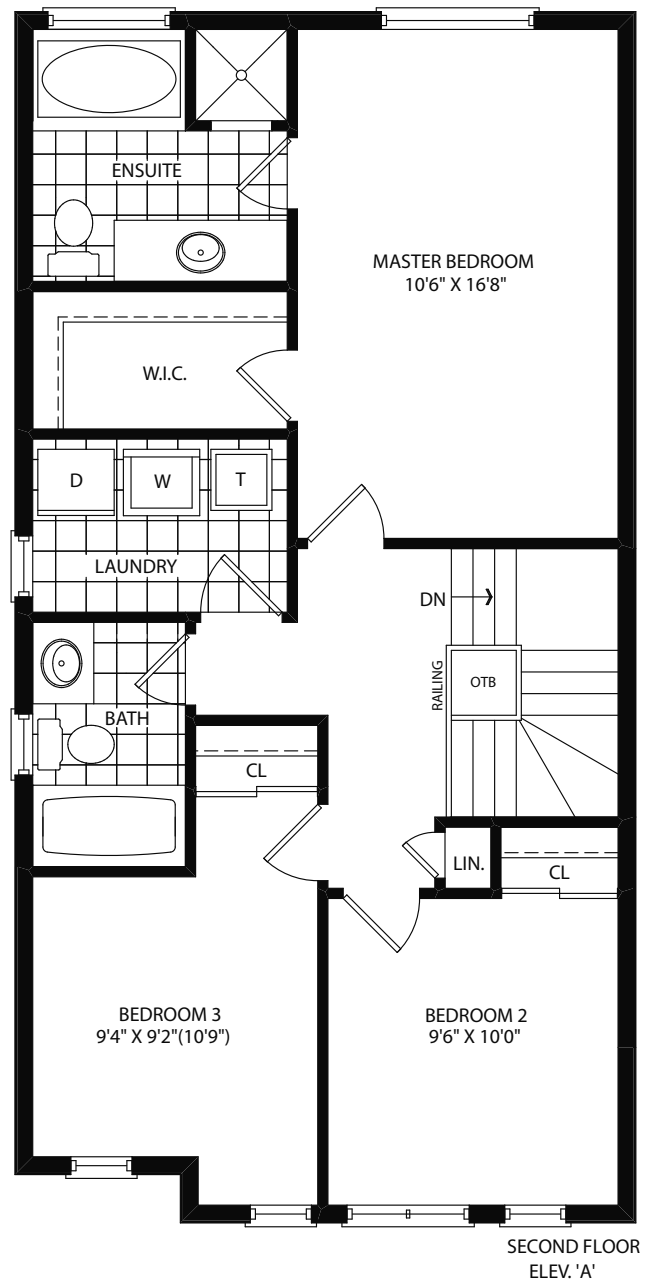 ENSUITE
MASTER BEDROOM
10'6" X 16'8"
W.I.C.
D
W
T
LAUNDRY
DN
RAILING
OTB
BATH
CL
LIN.
CL
BEDROOM 3
9'4" X 9'2"(10'9")
BEDROOM 2
9'6" X 10'0"
SECOND FLOOR
ELEV. 'A'